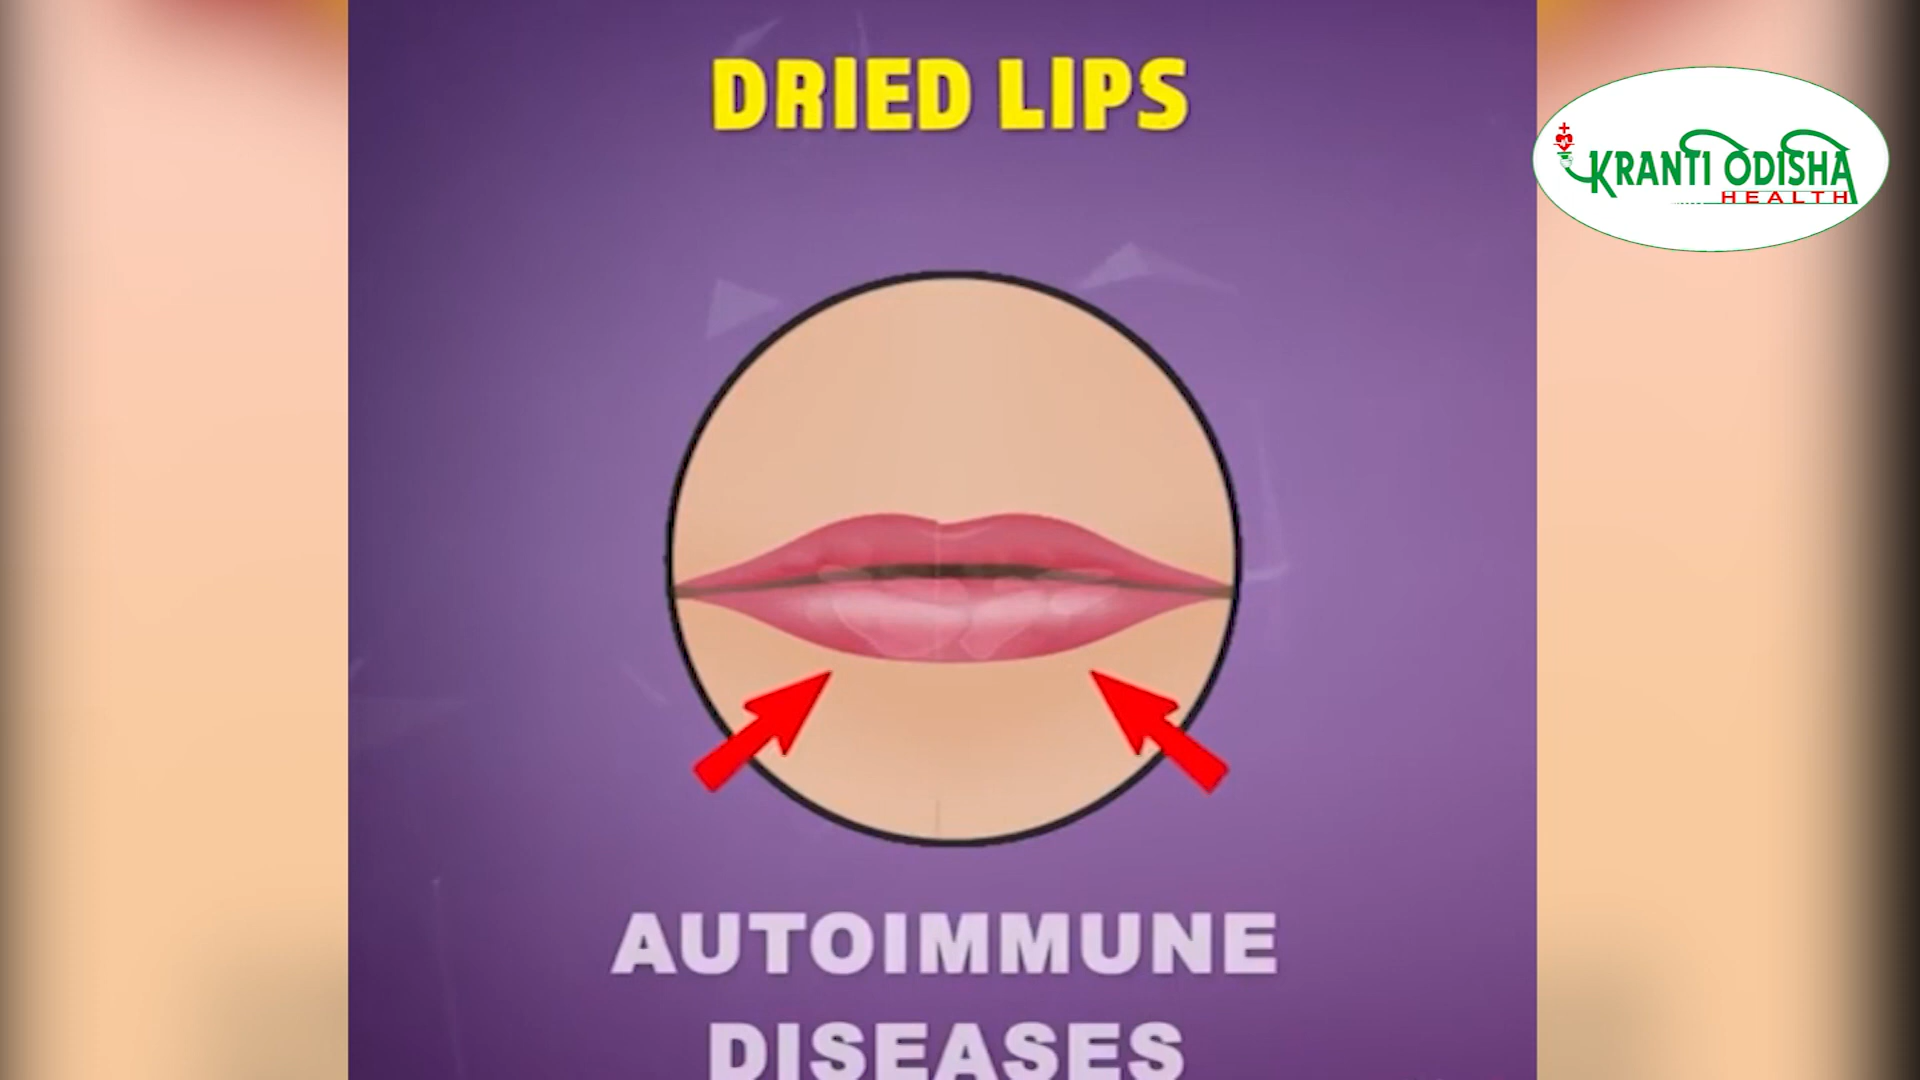 DRIED LIPS
KRANTI ODISHA
HEALTH
AUTOIMMUNE
DISEASES